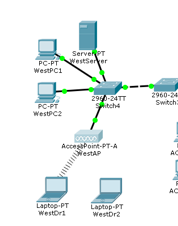 Server-PT
WestServer
PC-PT
WestPC1
2960-24TT
Switch4
2960-24
Switch
PC-PT
WestPC2
AccessPoint-PT-A
WestAP
Laptop-PT
WestDr1
Laptop-PT
WestDr2